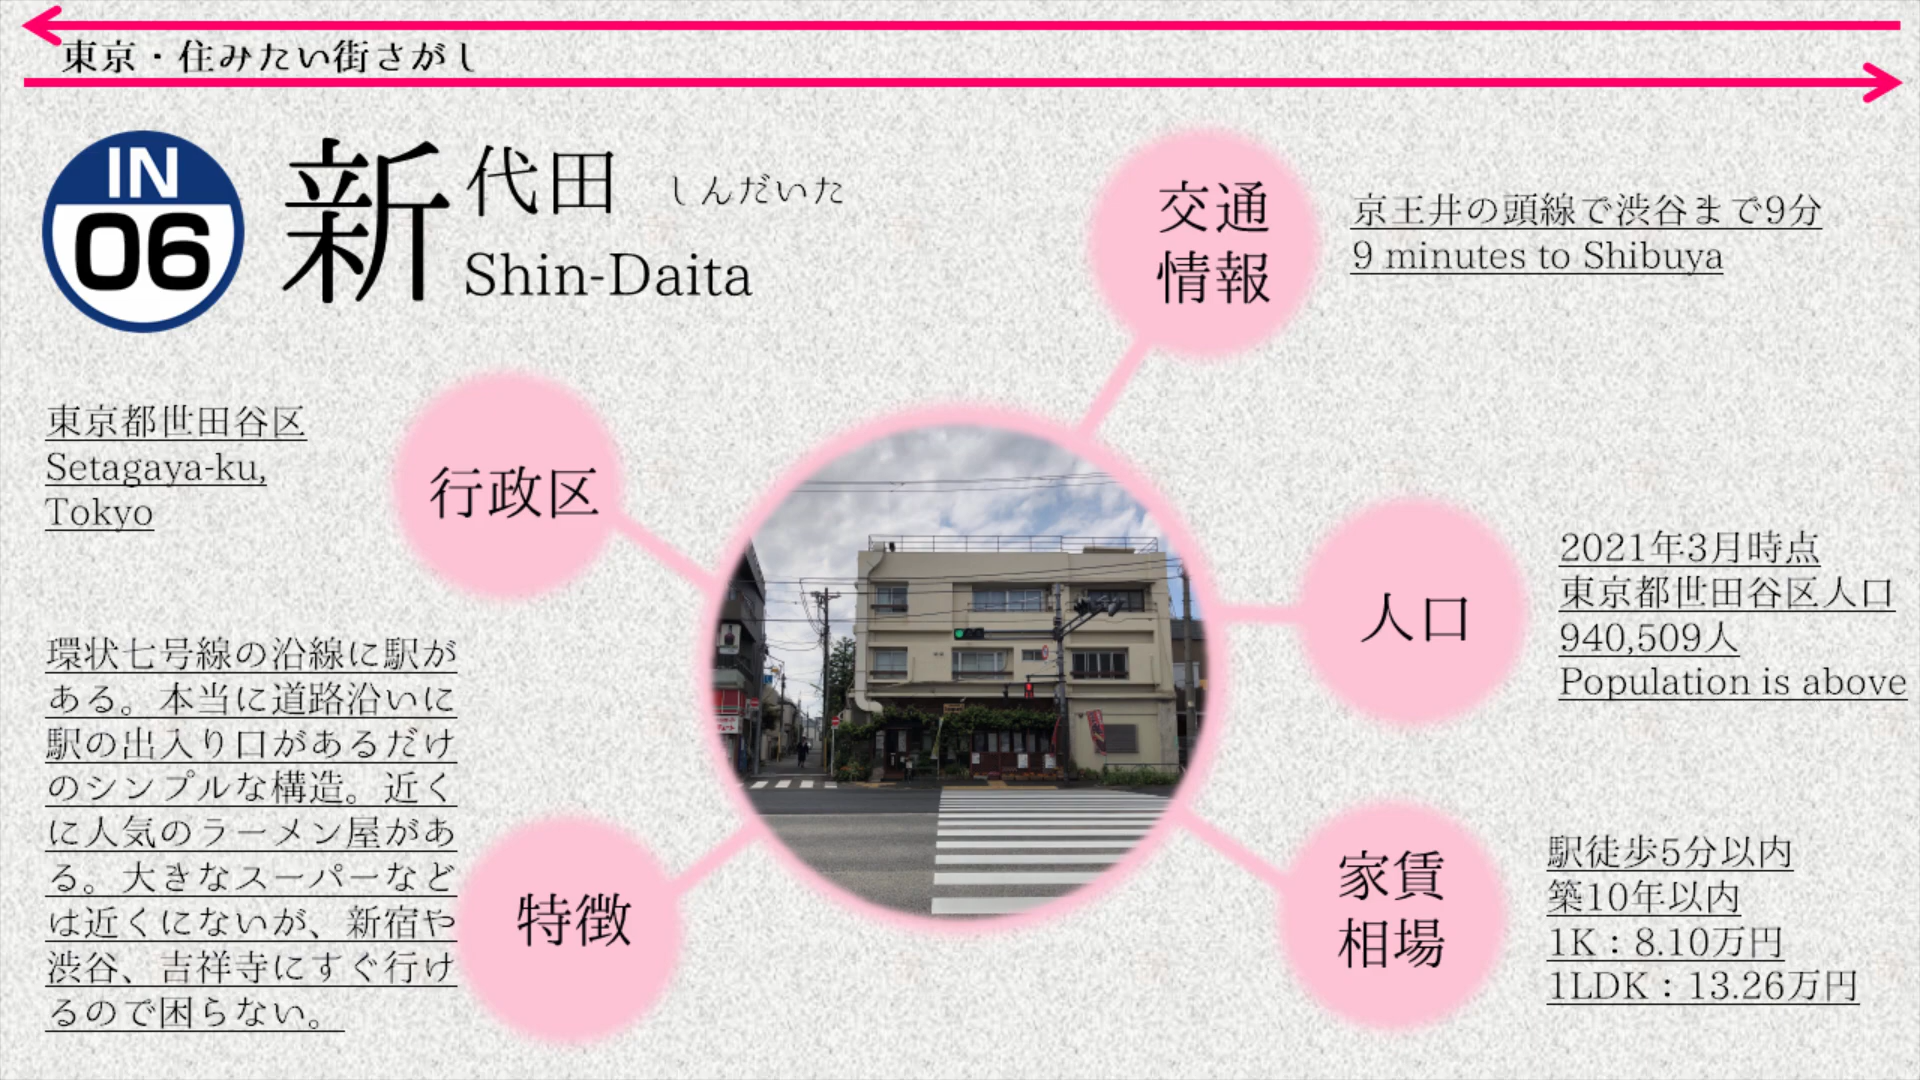 東京・住みたい街さがし
IN
06
新代田 しんだいた
Shin-Daita
交通
情報
京王井の頭線で渋谷まで9分
9 minutes to Shibuya
東京都世田谷区
Setagaya-ku,
Tokyo
行政区
人口
2021年3月時点
東京都世田谷区人口
940,509人
Population is above
環状七号線の沿線に駅が
ある。本当に道路沿いに
駅の出入り口があるだけ
のシンプルな構造。近く
に人気のラーメン屋があ
る。大きなスーパーなど
は近くにないが、新宿や
渋谷、吉祥寺にすぐ行け
るので困らない。
特徴
家賃
相場
駅徒歩5分以内
築10年以内
1K：8.10万円
1LDK：13.26万円